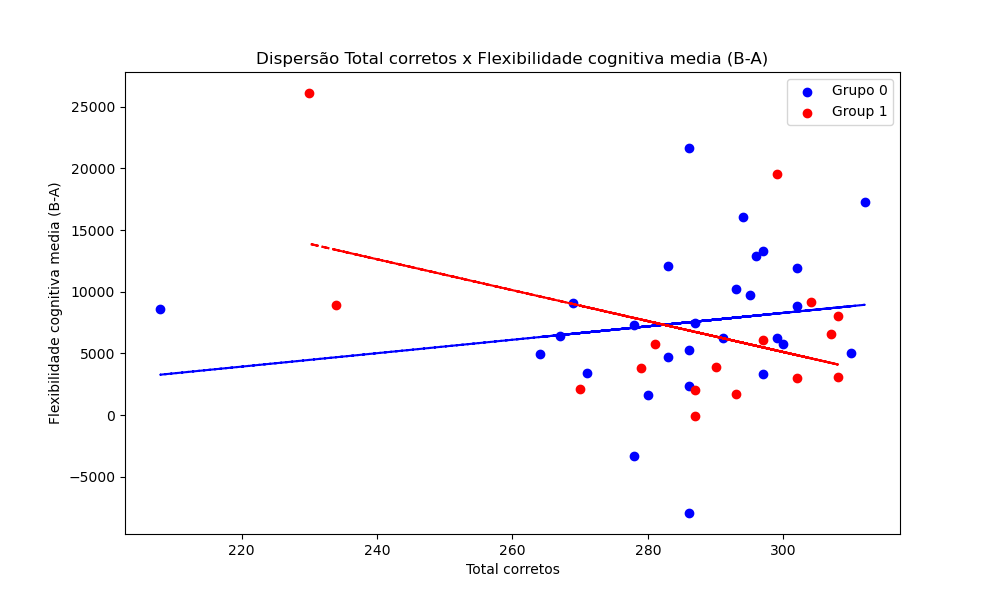 Dispersão Total corretos x Flexibilidade cognitiva media (B-A)
Grupo 0
Group 1
Flexibilidade cognitiva media (B-A)
25000
20000
15000
10000
5000
0
−5000
220
240
260
280
300
Total corretos